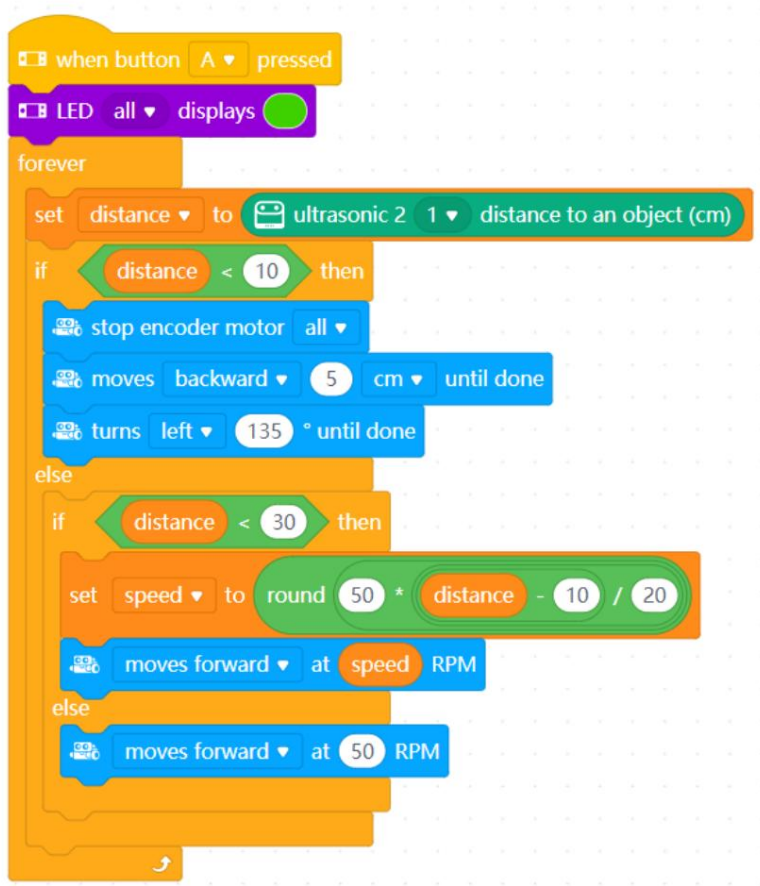 when button A pressed
LED all displays
forever
set distance to ultrasonic 2 1 distance to an object (cm)
if distance < 10 then
stop encoder motor all
moves backward 5 cm until done
turns left 135 ° until done
else
if distance < 30 then
set speed to round 50 * distance - 10 / 20
moves forward at speed RPM
else
moves forward at 50 RPM